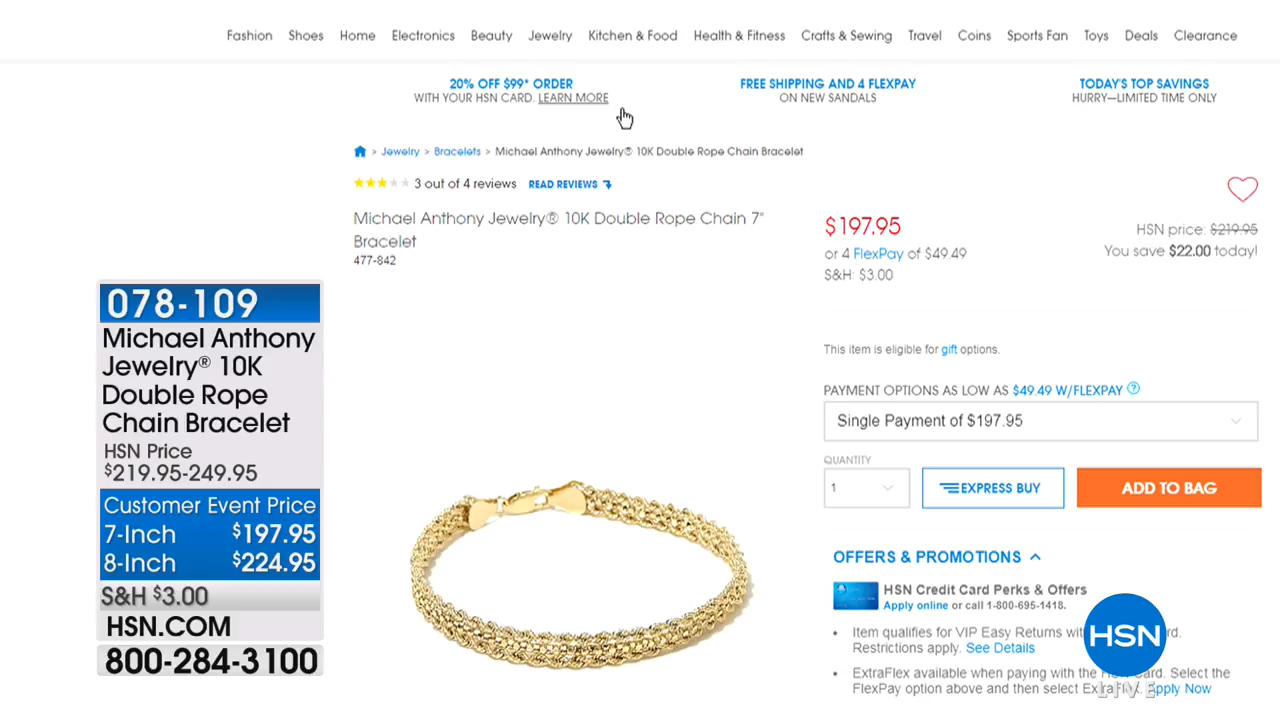 Fashion Shoes Home Electronics Beauty Jewelry Kitchen & Food Health & Fitness Crafts & Sewing Travel Coins Sports Fan Toys Deals Clearance
20% OFF $99* ORDER
WITH YOUR HSN CARD. LEARN MORE
FREE SHIPPING AND 4 FLEXPAY
ON NEW SANDALS
TODAY'S TOP SAVINGS
HURRY—LIMITED TIME ONLY
> Jewelry > Bracelets > Michael Anthony Jewelry® 10K Double Rope Chain Bracelet
3 out of 4 reviews READ REVIEWS
Michael Anthony Jewelry® 10K Double Rope Chain 7"
Bracelet
477-842
$197.95
or 4 FlexPay of $49.49
S&H: $3.00
HSN price: $219.95
You save $22.00 today!
This item is eligible for gift options.
PAYMENT OPTIONS AS LOW AS $49.49 W/FLEXPAY ?
Single Payment of $197.95
QUANTITY
1
EXPRESS BUY
ADD TO BAG
OFFERS & PROMOTIONS
HSN Credit Card Perks & Offers
Apply online or call 1-800-695-1418.
• Item qualifies for VIP Easy Returns
Restrictions apply. See Details
• ExtraFlex available when paying with the Card. Select the
FlexPay option above and then select Apply Now
078-109
Michael Anthony
Jewelry® 10K
Double Rope
Chain Bracelet
HSN Price
$219.95-249.95
Customer Event Price
7-Inch $197.95
8-Inch $224.95
S&H $3.00
HSN.COM
800-284-3100
HSN
LIVE